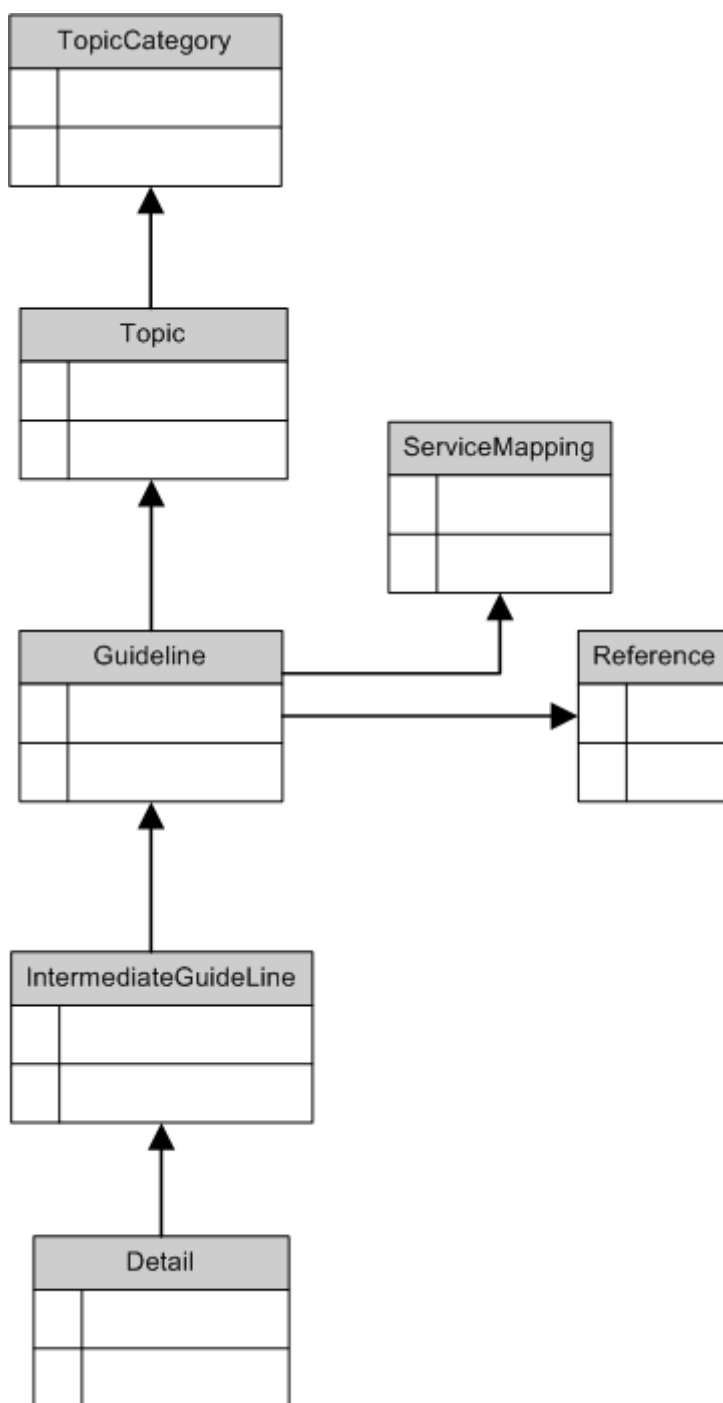 TopicCategory
Topic
ServiceMapping
Guideline
Reference
IntermediateGuideLine
Detail